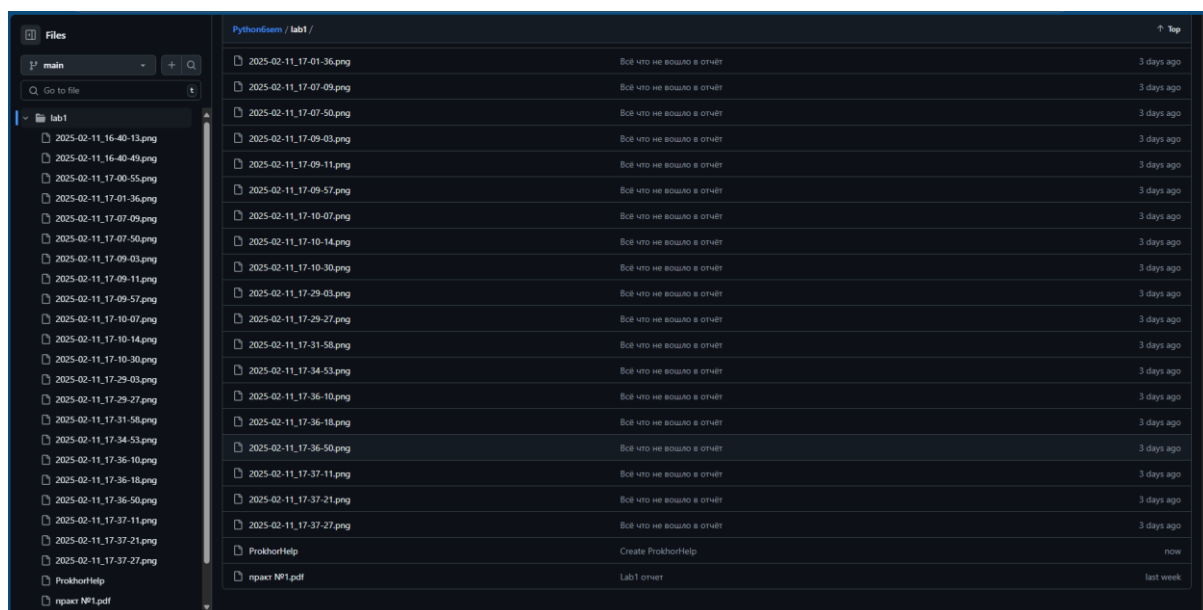 Files
main
Go to file
t
lab1
2025-02-11_16-40-13.png
2025-02-11_16-40-49.png
2025-02-11_17-00-55.png
2025-02-11_17-01-36.png
2025-02-11_17-07-09.png
2025-02-11_17-07-50.png
2025-02-11_17-09-03.png
2025-02-11_17-09-11.png
2025-02-11_17-09-57.png
2025-02-11_17-10-07.png
2025-02-11_17-10-14.png
2025-02-11_17-10-30.png
2025-02-11_17-29-03.png
2025-02-11_17-29-27.png
2025-02-11_17-31-58.png
2025-02-11_17-34-53.png
2025-02-11_17-36-10.png
2025-02-11_17-36-18.png
2025-02-11_17-36-50.png
2025-02-11_17-37-11.png
2025-02-11_17-37-21.png
2025-02-11_17-37-27.png
ProkhorHelp
практ №1.pdf
Python6sem / lab1 / Top
2025-02-11_17-01-36.png Всё что не вошло в отчёт 3 days ago
2025-02-11_17-07-09.png Всё что не вошло в отчёт 3 days ago
2025-02-11_17-07-50.png Всё что не вошло в отчёт 3 days ago
2025-02-11_17-09-03.png Всё что не вошло в отчёт 3 days ago
2025-02-11_17-09-11.png Всё что не вошло в отчёт 3 days ago
2025-02-11_17-09-57.png Всё что не вошло в отчёт 3 days ago
2025-02-11_17-10-07.png Всё что не вошло в отчёт 3 days ago
2025-02-11_17-10-14.png Всё что не вошло в отчёт 3 days ago
2025-02-11_17-10-30.png Всё что не вошло в отчёт 3 days ago
2025-02-11_17-29-03.png Всё что не вошло в отчёт 3 days ago
2025-02-11_17-29-27.png Всё что не вошло в отчёт 3 days ago
2025-02-11_17-31-58.png Всё что не вошло в отчёт 3 days ago
2025-02-11_17-34-53.png Всё что не вошло в отчёт 3 days ago
2025-02-11_17-36-10.png Всё что не вошло в отчёт 3 days ago
2025-02-11_17-36-18.png Всё что не вошло в отчёт 3 days ago
2025-02-11_17-36-50.png Всё что не вошло в отчёт 3 days ago
2025-02-11_17-37-11.png Всё что не вошло в отчёт 3 days ago
2025-02-11_17-37-21.png Всё что не вошло в отчёт 3 days ago
2025-02-11_17-37-27.png Всё что не вошло в отчёт 3 days ago
ProkhorHelp Create ProkhorHelp now
практ №1.pdf Lab1 отчет last week